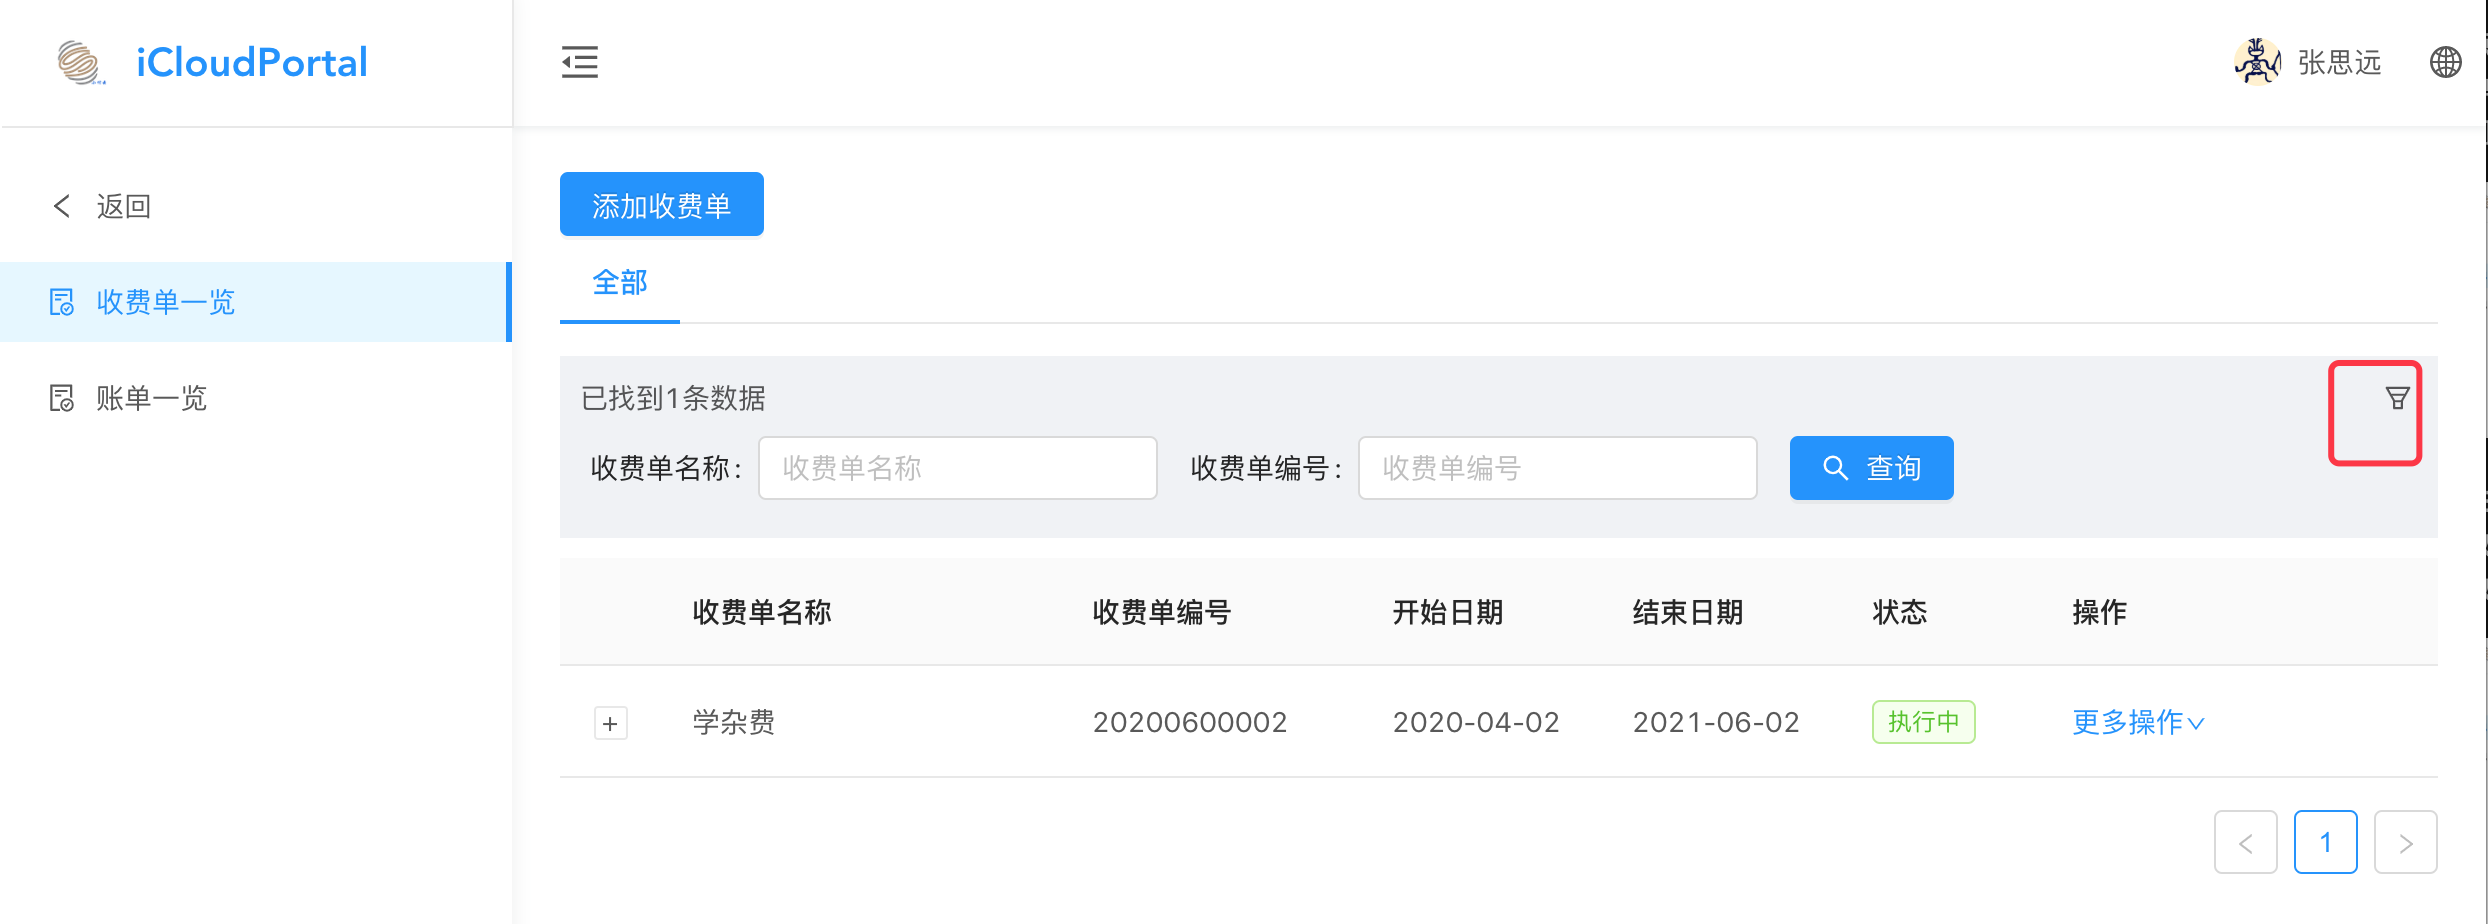 iCloudPortal
张思远
返回
收费单一览
账单一览
添加收费单
全部
已找到1条数据
收费单名称: 收费单名称 收费单编号: 收费单编号 查询
收费单名称 收费单编号 开始日期 结束日期 状态 操作
学杂费 20200600002 2020-04-02 2021-06-02 执行中 更多操作
1